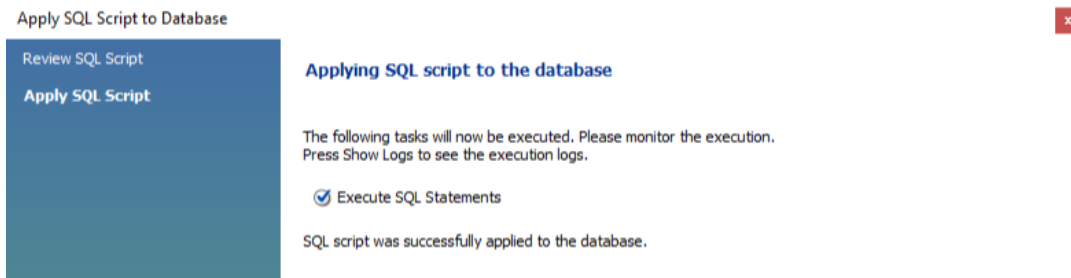 Apply SQL Script to Database
x
Review SQL Script
Apply SQL Script
Applying SQL script to the database
The following tasks will now be executed. Please monitor the execution.
Press Show Logs to see the execution logs.
Execute SQL Statements
SQL script was successfully applied to the database.